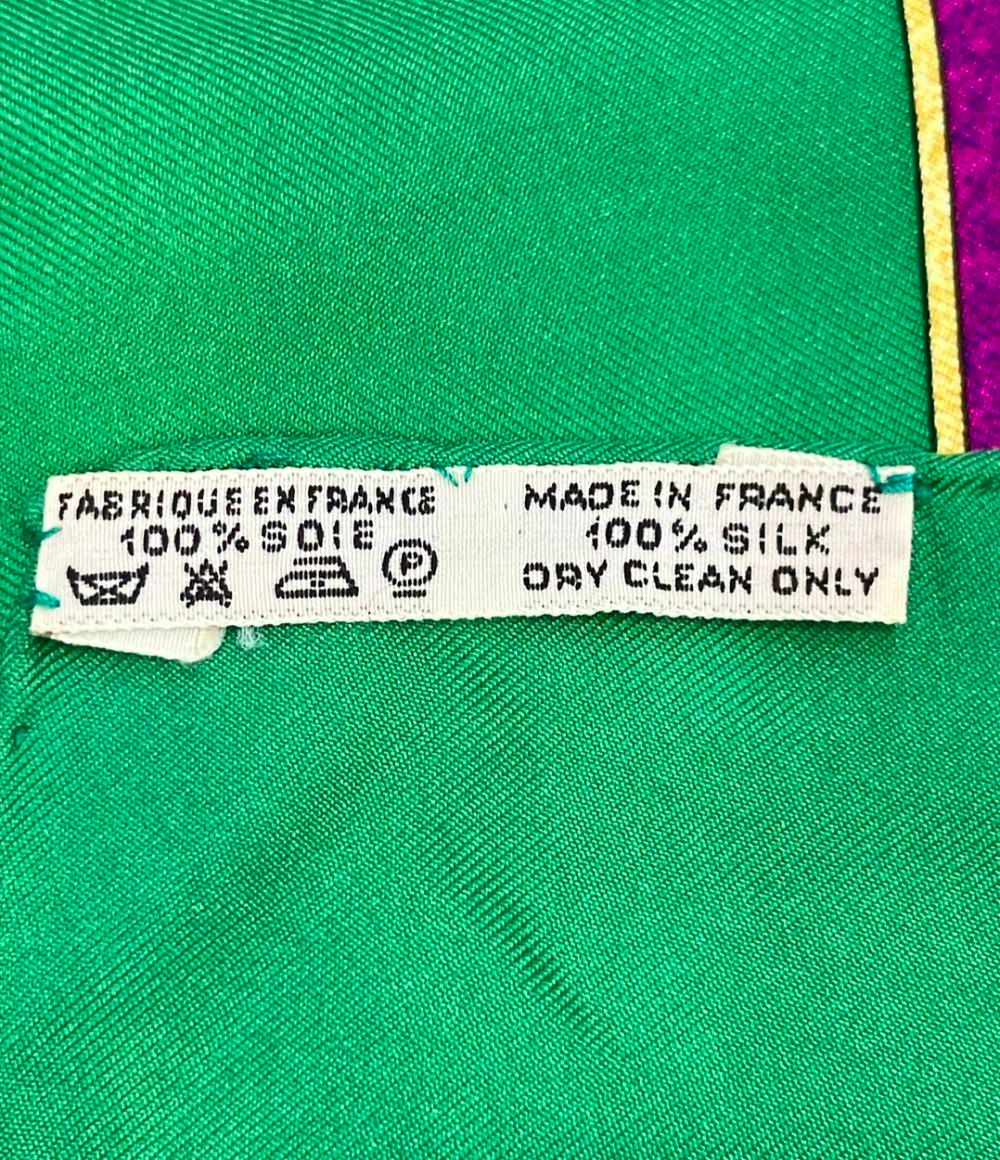 FABRIQUE EN FRANCE
100% SOIE
P
MADE IN FRANCE
100% SILK
DRY CLEAN ONLY